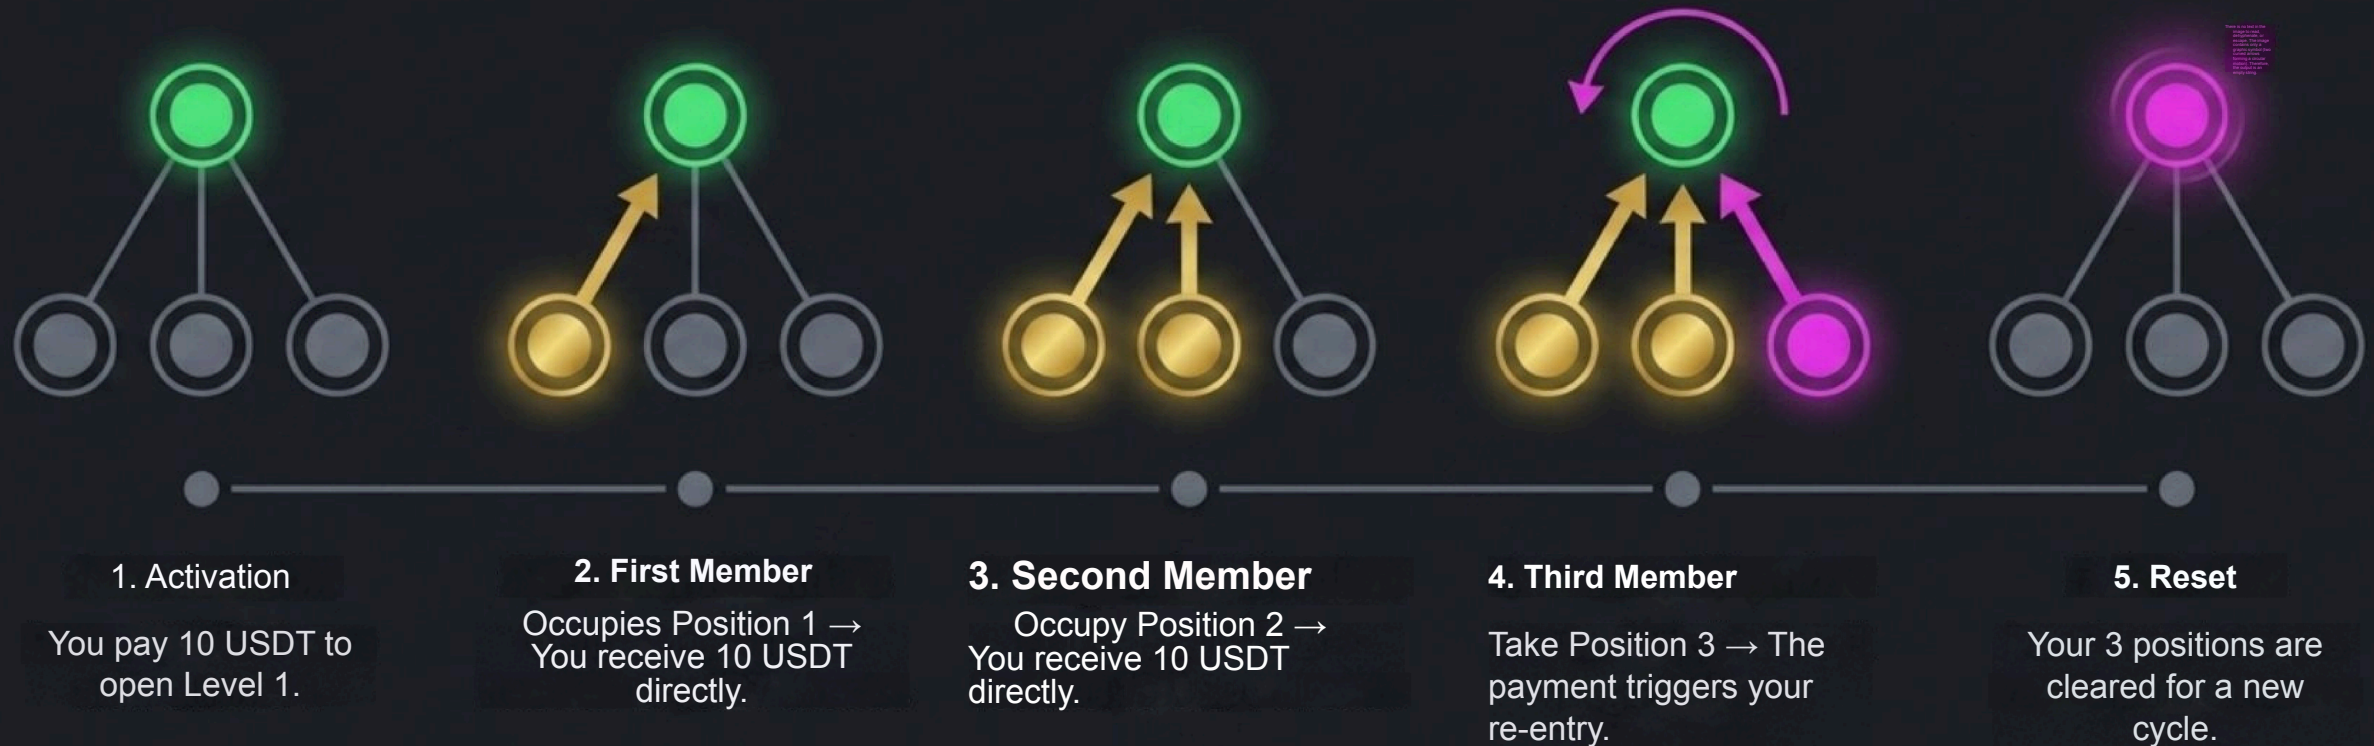 1. Activation
You pay 10 USDT to
open Level 1.
2. First Member
Occupies Position 1 →
You receive 10 USDT
directly.
3. Second Member
Occupy Position 2 →
You receive 10 USDT
directly.
4. Third Member
Take Position 3 → The
payment triggers your
re-entry.
5. Reset
Your 3 positions are
cleared for a new
cycle.